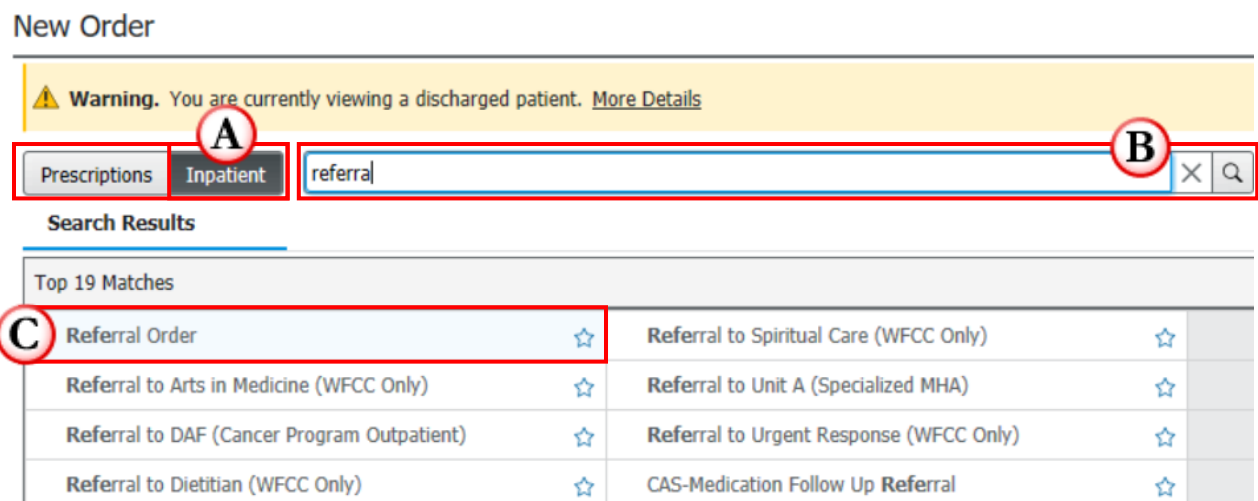 New Order
Warning. You are currently viewing a discharged patient. More Details
A
B
Prescriptions Inpatient referra
Search Results
Top 19 Matches
C
Referral Order Referral to Spiritual Care (WFCC Only)
Referral to Arts in Medicine (WFCC Only) Referral to Unit A (Specialized MHA)
Referral to DAF (Cancer Program Outpatient) Referral to Urgent Response (WFCC Only)
Referral to Dietitian (WFCC Only) CAS-Medication Follow Up Referral